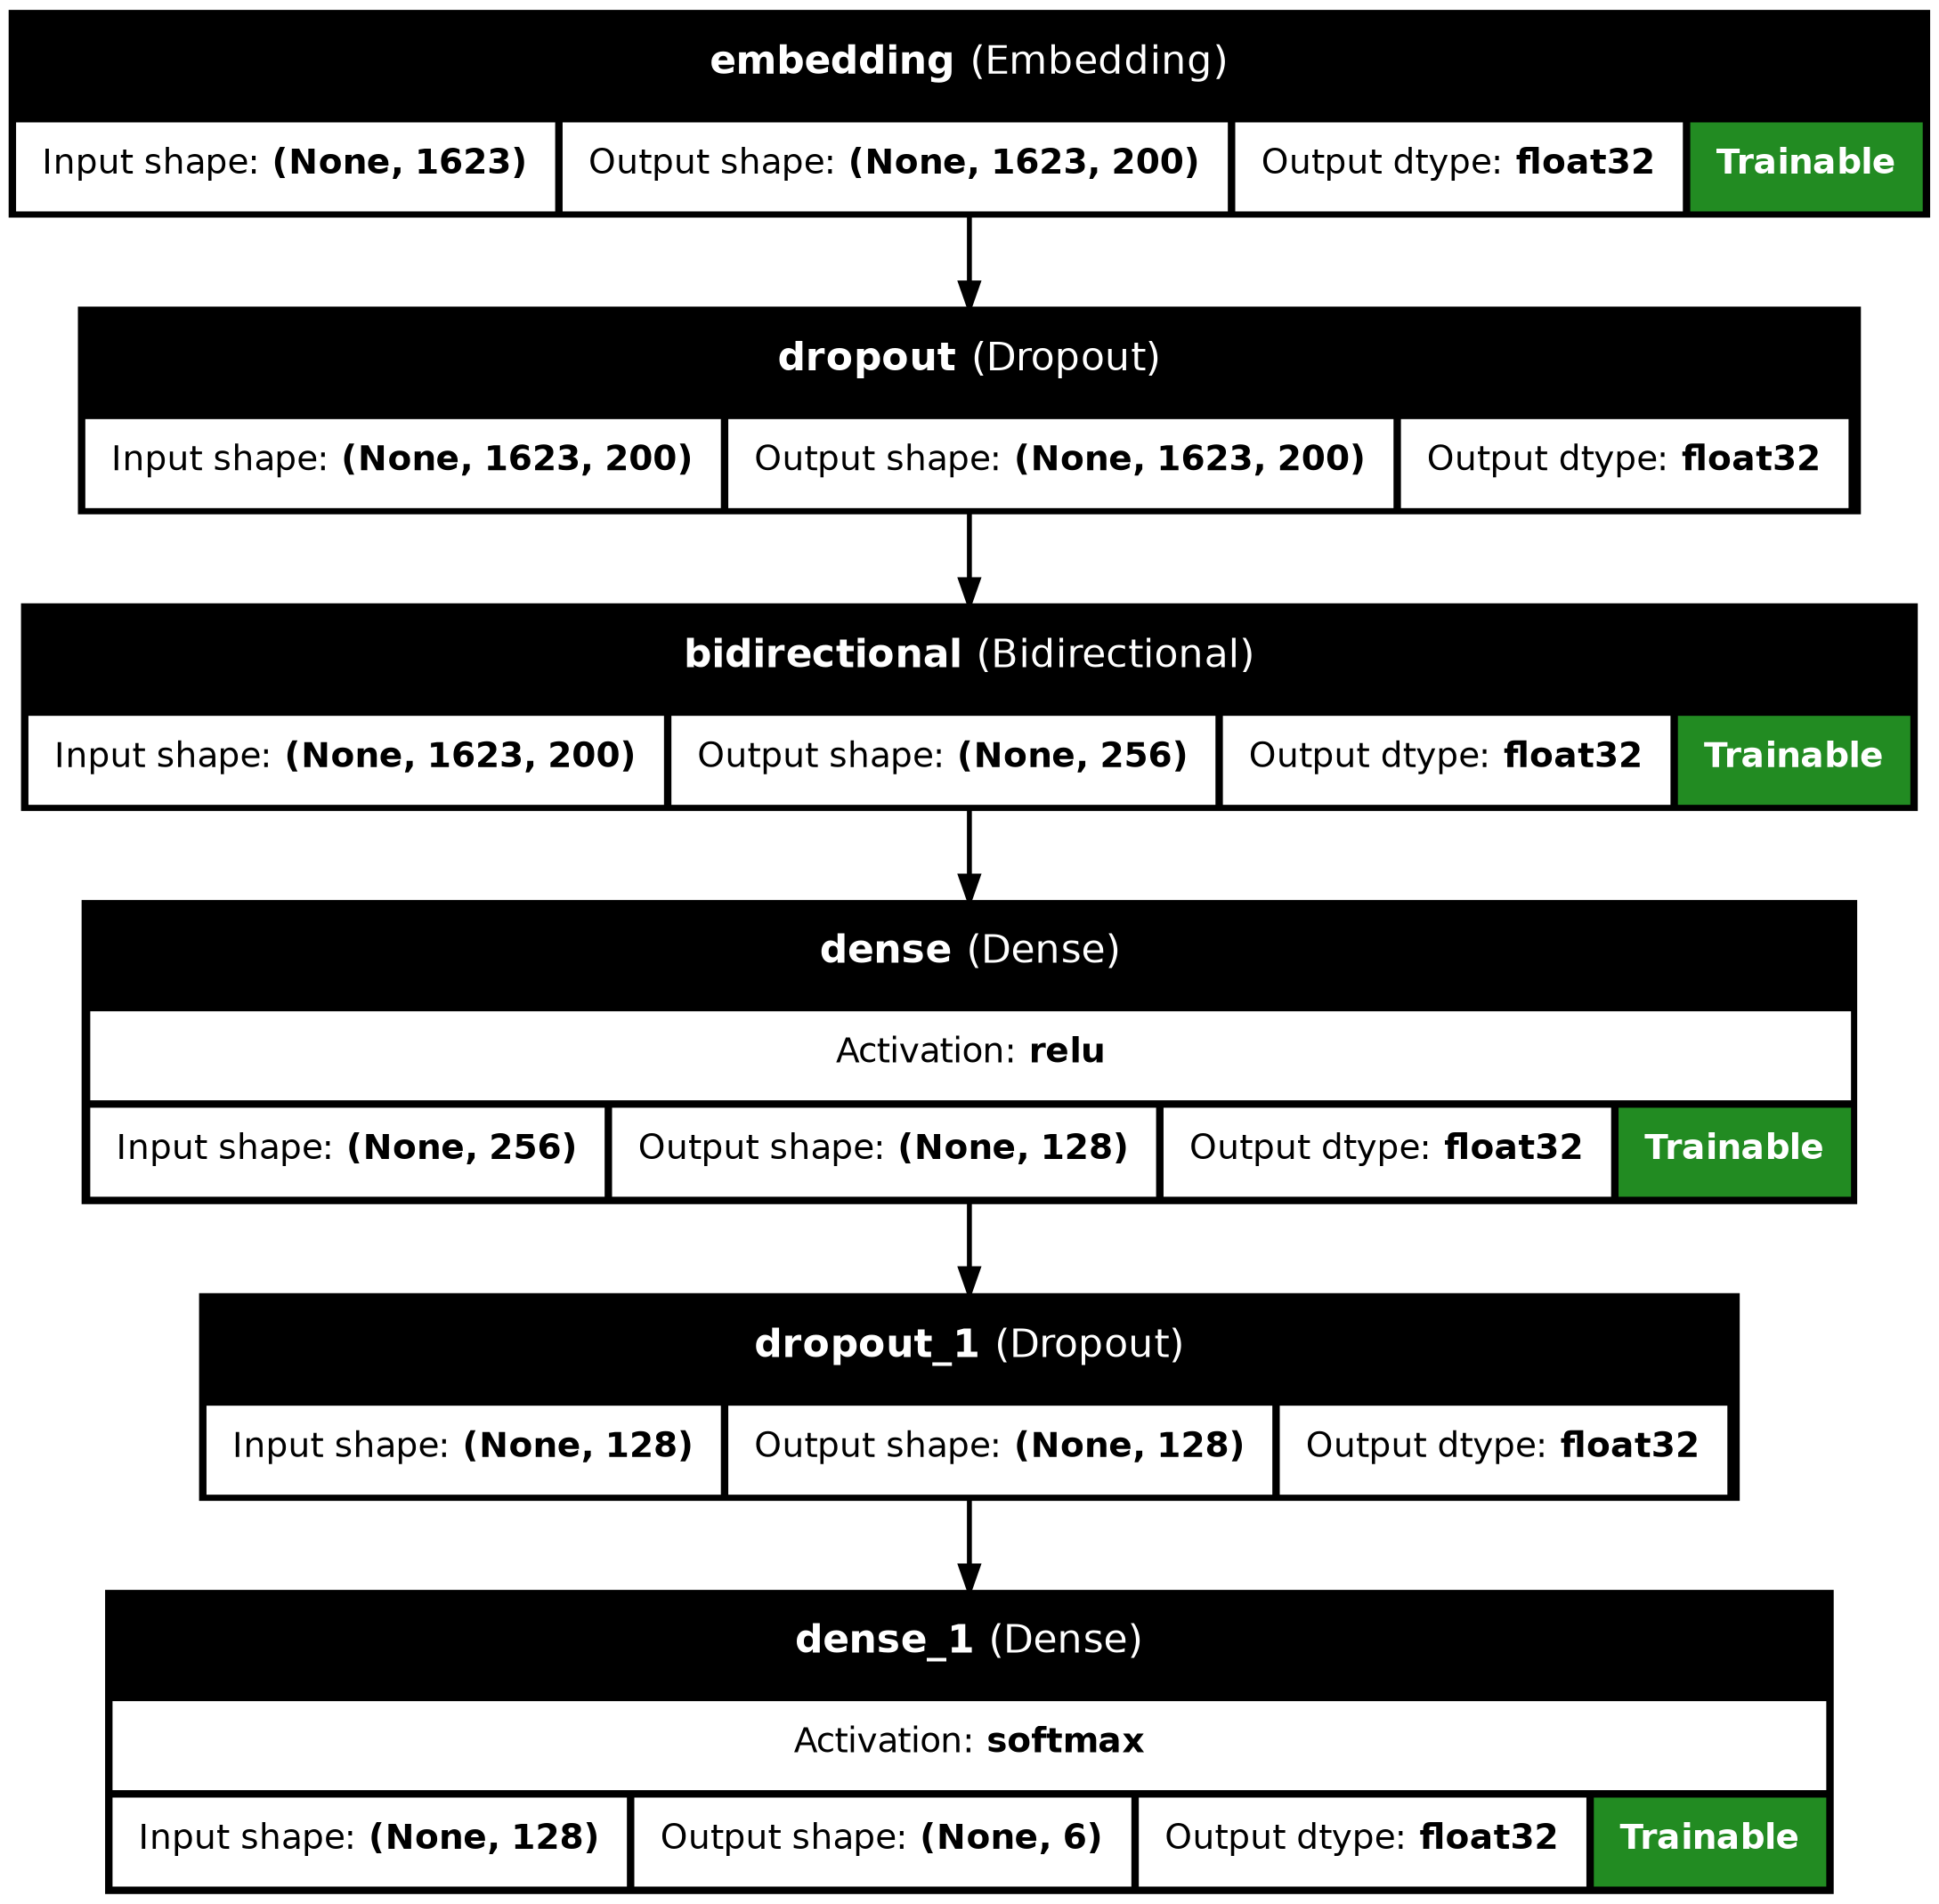 embedding (Embedding)
Input shape: (None, 1623) Output shape: (None, 1623, 200) Output dtype: float32 Trainable
dropout (Dropout)
Input shape: (None, 1623, 200) Output shape: (None, 1623, 200) Output dtype: float32
bidirectional (Bidirectional)
Input shape: (None, 1623, 200) Output shape: (None, 256) Output dtype: float32 Trainable
dense (Dense)
Activation: relu
Input shape: (None, 256) Output shape: (None, 128) Output dtype: float32 Trainable
dropout_1 (Dropout)
Input shape: (None, 128) Output shape: (None, 128) Output dtype: float32
dense_1 (Dense)
Activation: softmax
Input shape: (None, 128) Output shape: (None, 6) Output dtype: float32 Trainable